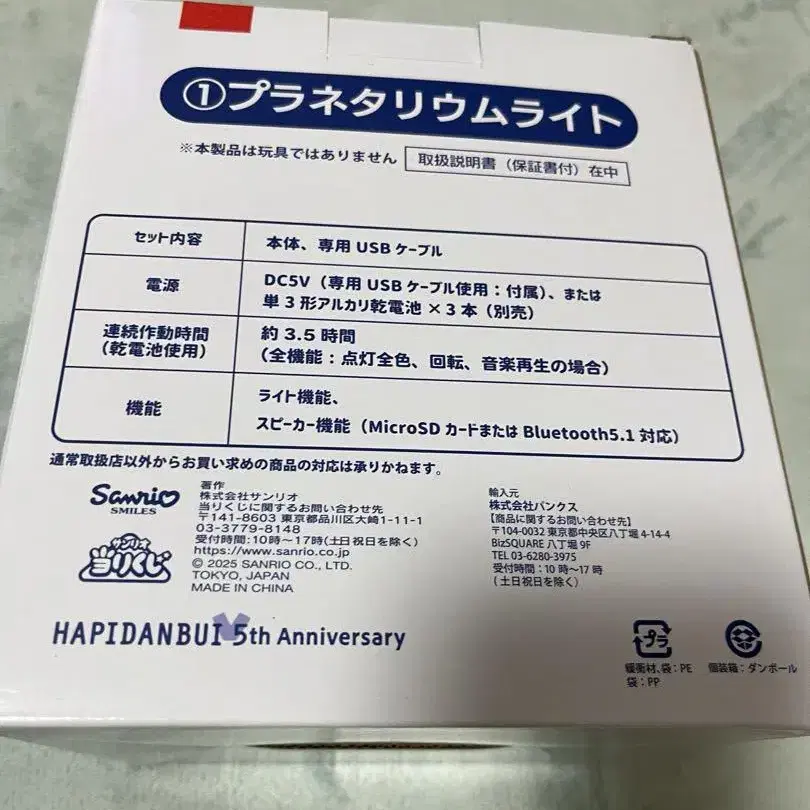 ①プラネタリウムライト
※本製品は玩具ではありません 取扱説明書（保証書付）在中
セット内容 本体、専用 USB ケーブル
電源 DC5V（専用 USB ケーブル使用：付属）、または
単３形アルカリ乾電池 × 3 本（別売）
連続作動時間
（乾電池使用）
約 3.5 時間
（全機能：点灯全色、回転、音楽再生の場合）
機能 ライト機能、
スピーカー機能（MicroSD カードまたは Bluetooth5.1 対応）
通常取扱店以外からお買い求めの商品の対応は承りかねます。
Sanrio
SMILES
サンリオ
当りくじ
著作
株式会社サンリオ
当りくじに関するお問い合わせ先
〒141-8603 東京都品川区大崎1-11-1
03-3779-8148
受付時間:10時～17時(土日祝日を除く)
https://www.sanrio.co.jp
© 2025 SANRIO CO., LTD.
TOKYO, JAPAN
MADE IN CHINA
輸入元
株式会社バンクス
【商品に関するお問い合わせ先】
〒104-0032 東京都中央区八丁堀 4-14-4
BizSQUARE 八丁堀 9F
TEL 03-6280-3975
受付時間：10 時～17 時
（土日祝日を除く）
HAPIDANBUI 5th Anniversary
プラ
緩衝材、袋：PE
袋：PP
個装箱：ダンボール